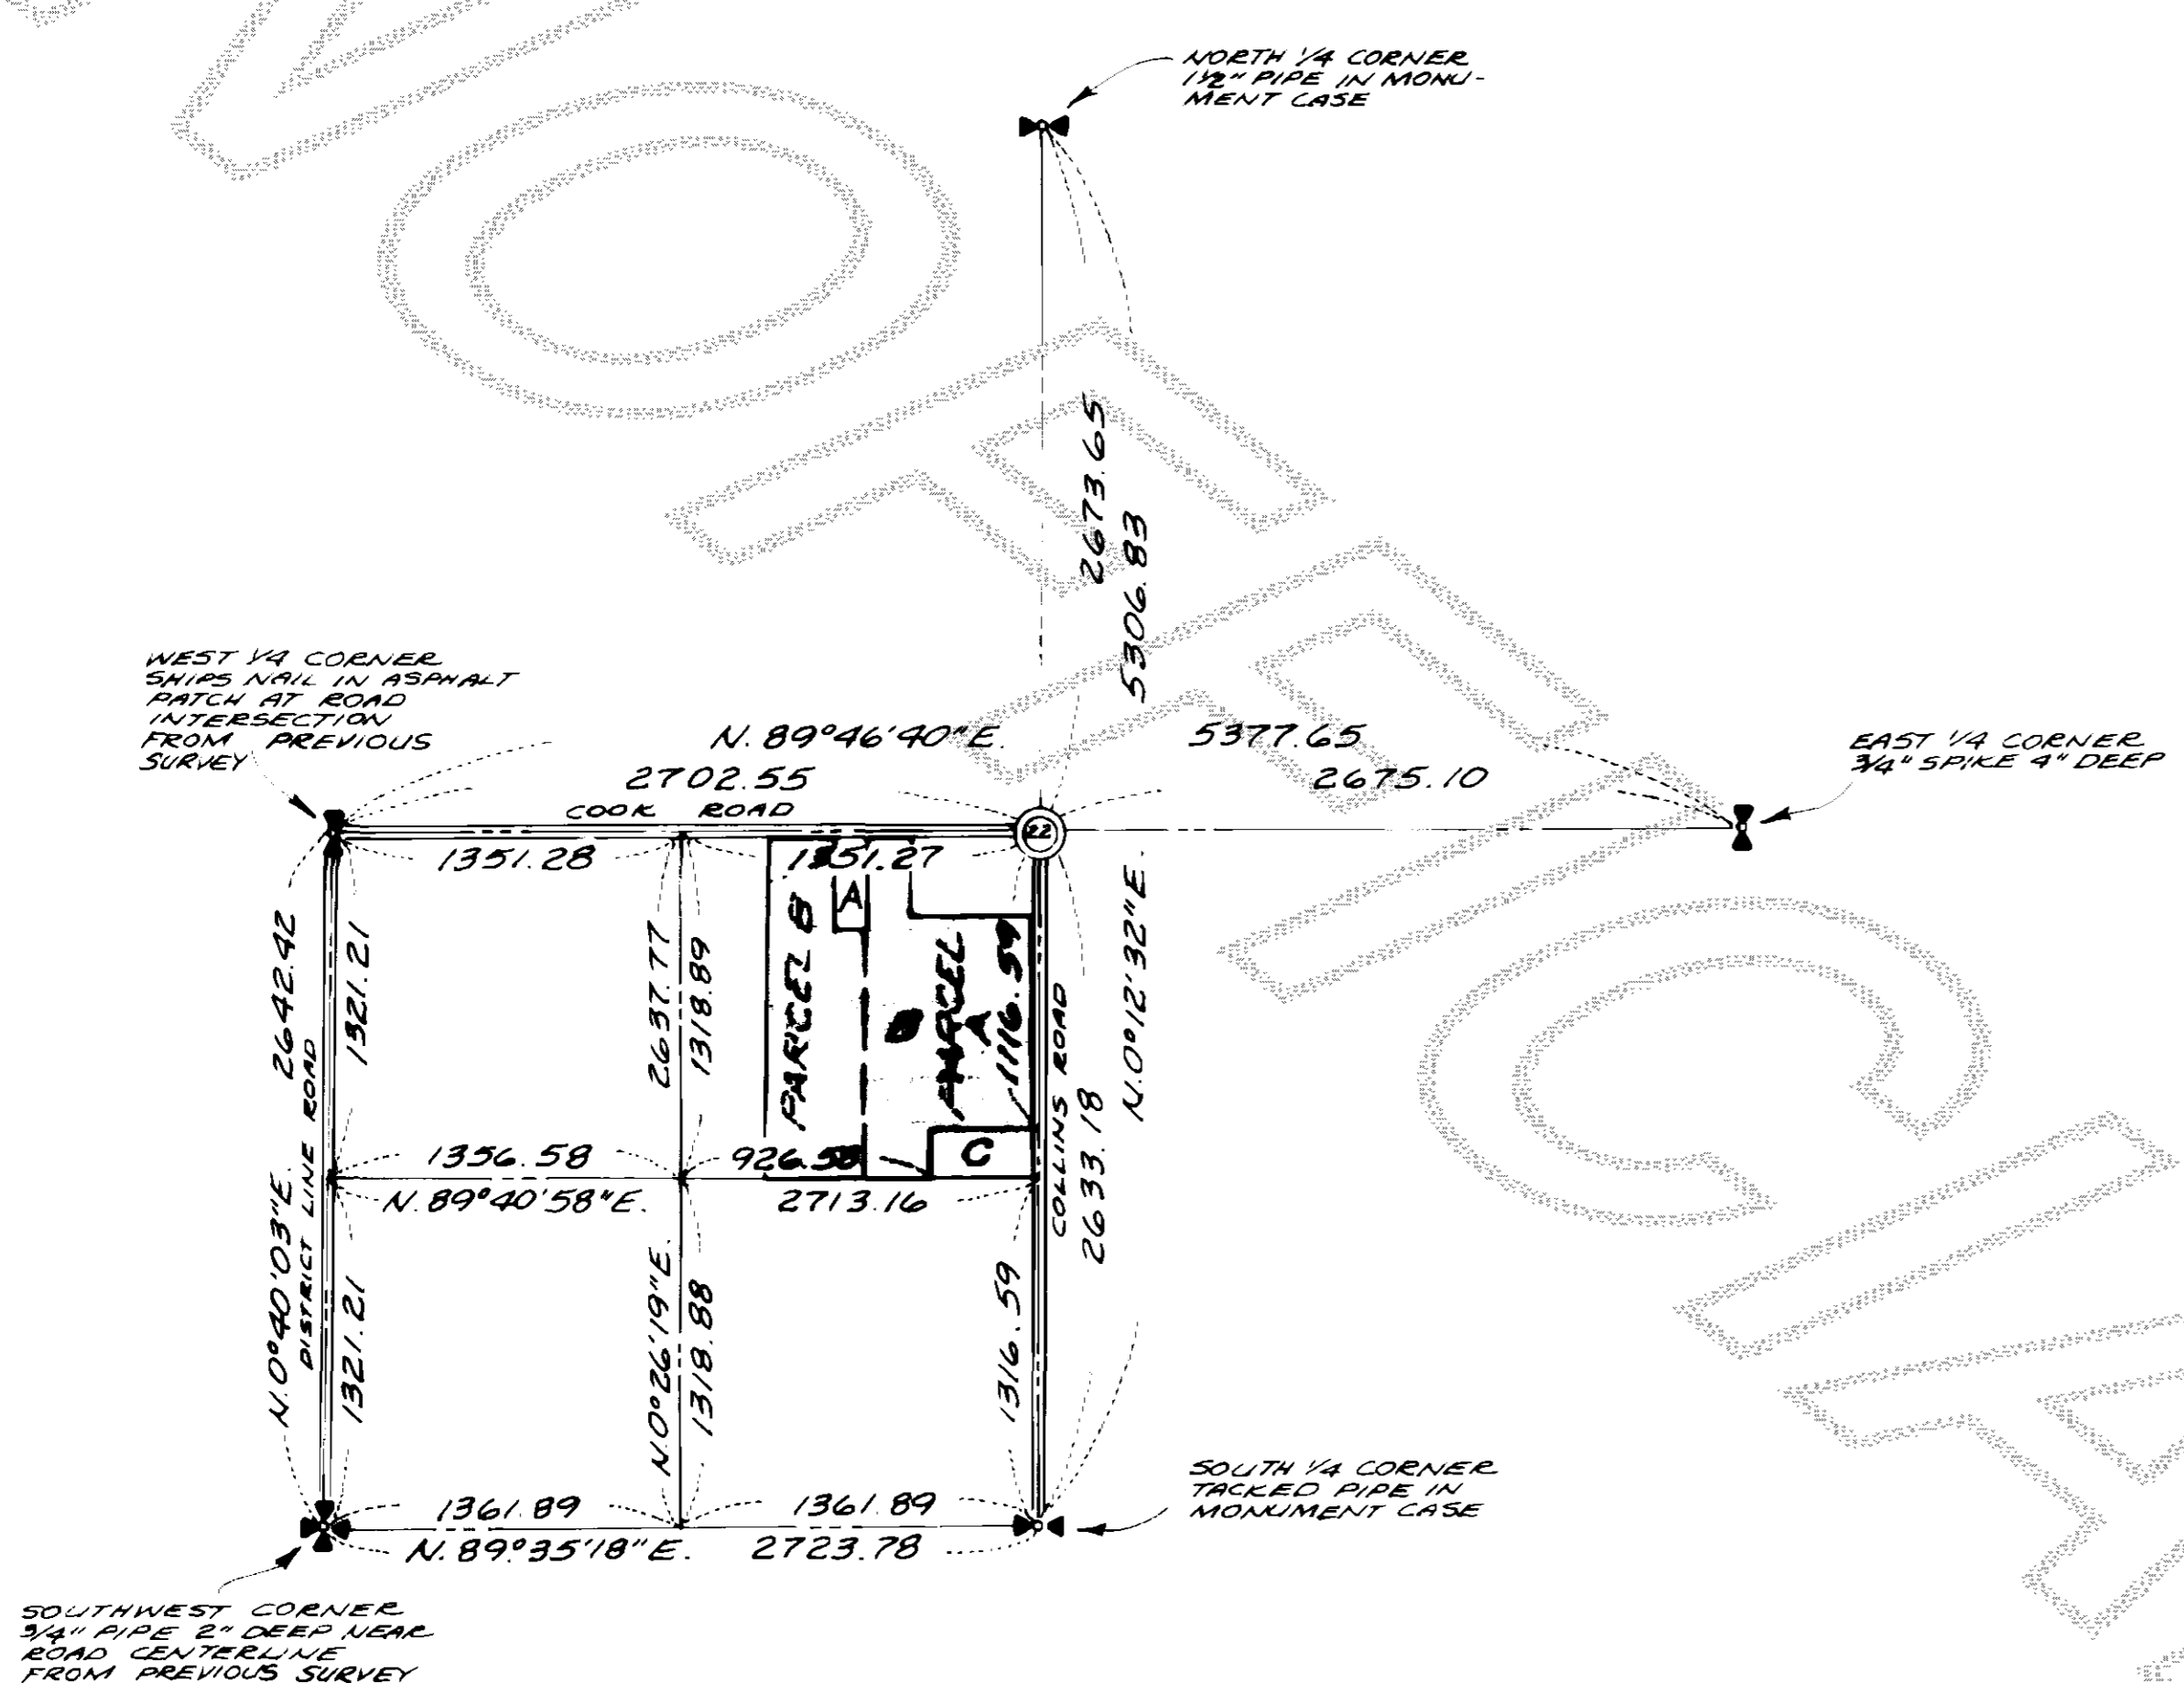 NORTH 1/4 CORNER
1½" PIPE IN MONU-
MENT CASE
2673.65
5306.83
WEST 1/4 CORNER
SHIPS NAIL IN ASPHALT
PATCH AT ROAD
INTERSECTION
FROM PREVIOUS
SURVEY
N. 89°46'40"E. 5377.65
2702.55 2675.10
COOK ROAD
EAST 1/4 CORNER
3/4" SPIKE 4" DEEP
22
1351.28 1351.27
2642.42
1321.21
2637.77
1318.89
PARCEL B
A
PARCEL
A
1116.59
N.0°12'32"E.
COLLINS ROAD
2633.18
DISTRICT LINE ROAD
N.0°40'03"E.
1356.58 926.58 C
N. 89°40'58"E. 2713.16
1321.21
N.0°26'19"E.
1318.88
1316.59
1361.89 1361.89
N. 89°35'18"E. 2723.78
SOUTH 1/4 CORNER
TACKED PIPE IN
MONUMENT CASE
SOUTHWEST CORNER
3/4" PIPE 2" DEEP NEAR
ROAD CENTERLINE
FROM PREVIOUS SURVEY